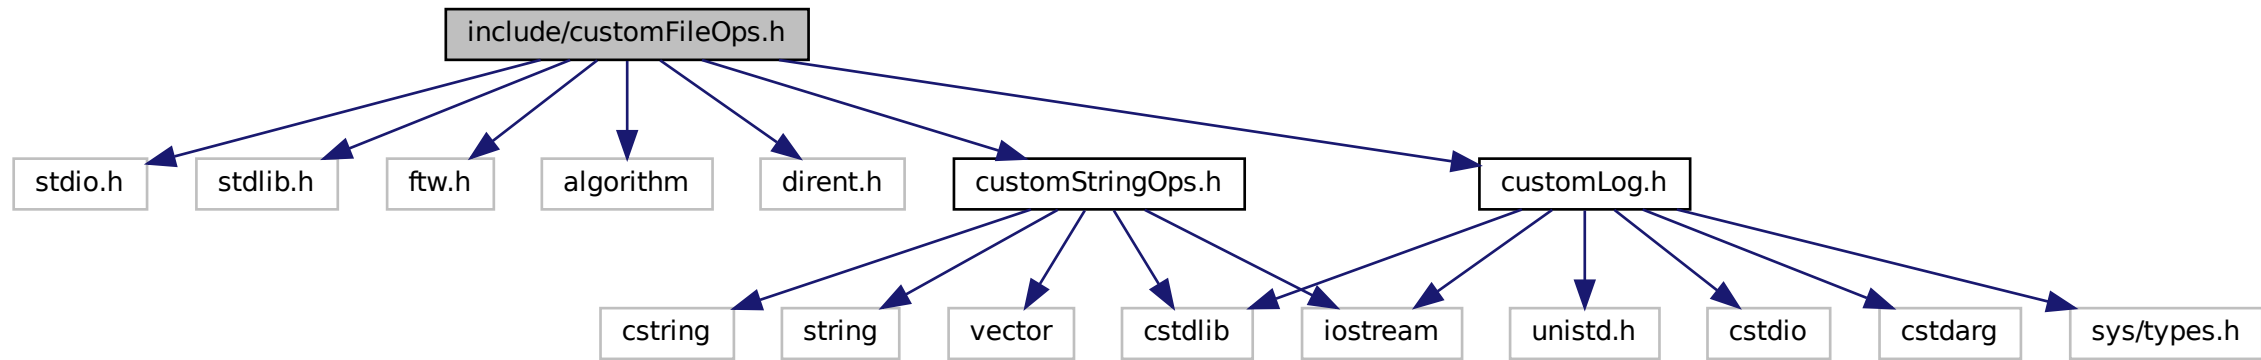 include/customFileOps.h
stdio.h
stdlib.h
ftw.h
algorithm
dirent.h
customStringOps.h
customLog.h
cstring
string
vector
cstdlib
iostream
unistd.h
cstdio
cstdarg
sys/types.h